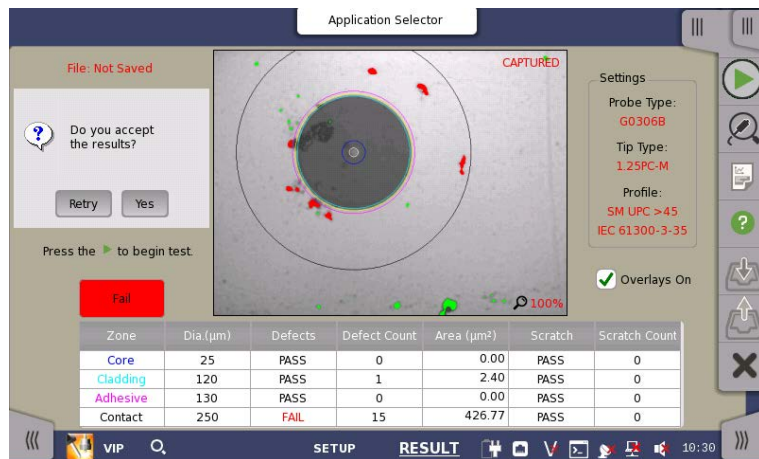 Application Selector
File: Not Saved
CAPTURED
Do you accept
the results?
Retry Yes
Press the to begin test.
Fail
100%
Settings
Probe Type:
G0306B
Tip Type:
1.25PC-M
Profile:
SM UPC >45
IEC 61300-3-35
Overlays On
Zone Dia.(μm) Defects Defect Count Area (μm²) Scratch Scratch Count
Core 25 PASS 0 0.00 PASS 0
Cladding 120 PASS 1 2.40 PASS 0
Adhesive 130 PASS 0 0.00 PASS 0
Contact 250 FAIL 15 426.77 PASS 0
VIP SETUP RESULT 10:30